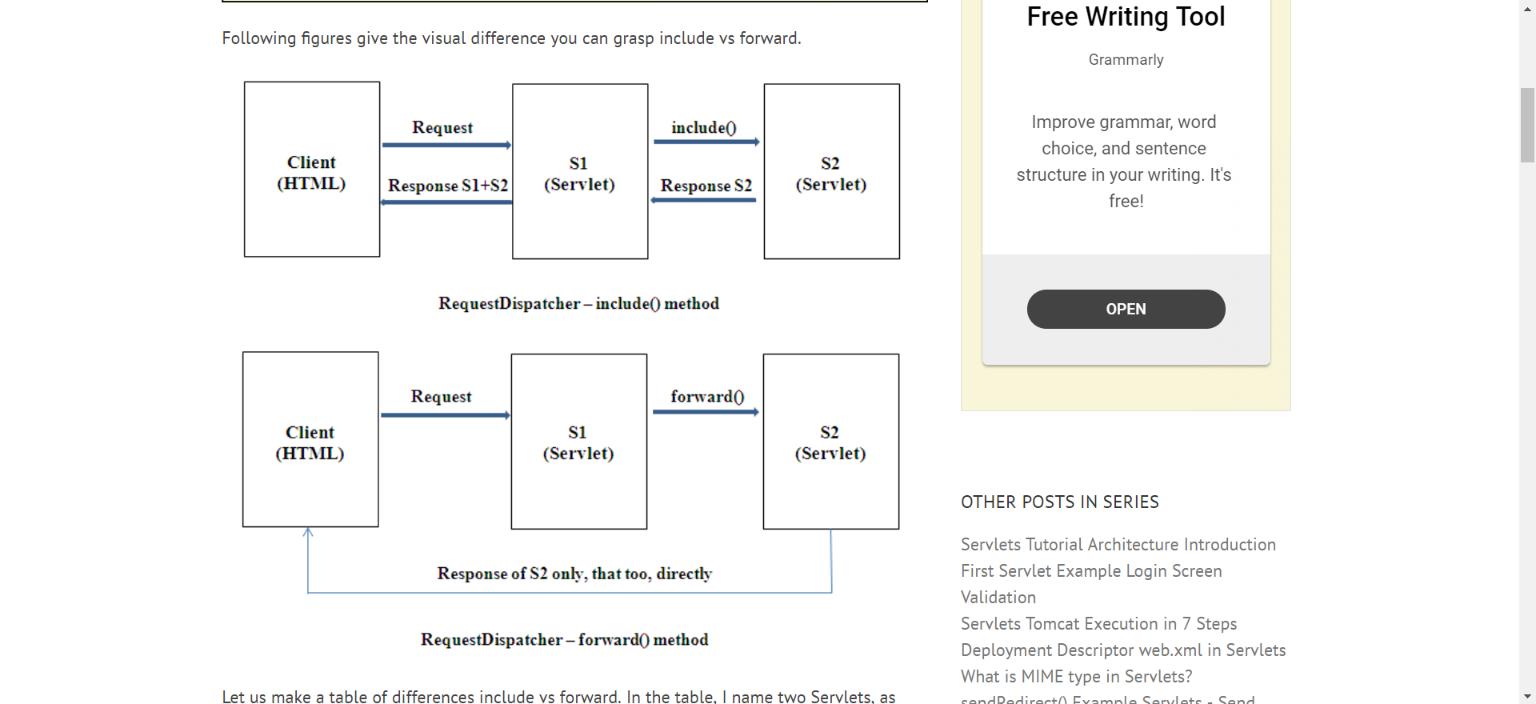 Following figures give the visual difference you can grasp include vs forward.
Request
include()
Client
(HTML)
S1
(Servlet)
S2
(Servlet)
Response S1+S2
Response S2
RequestDispatcher – include() method
Request
forward()
Client
(HTML)
S1
(Servlet)
S2
(Servlet)
Response of S2 only, that too, directly
RequestDispatcher – forward() method
Let us make a table of differences include vs forward. In the table, I name two Servlets, as
Free Writing Tool
Grammarly
Improve grammar, word
choice, and sentence
structure in your writing. It's
free!
OPEN
OTHER POSTS IN SERIES
Servlets Tutorial Architecture Introduction
First Servlet Example Login Screen
Validation
Servlets Tomcat Execution in 7 Steps
Deployment Descriptor web.xml in Servlets
What is MIME type in Servlets?
sendRedirect() Example Servlets - Send